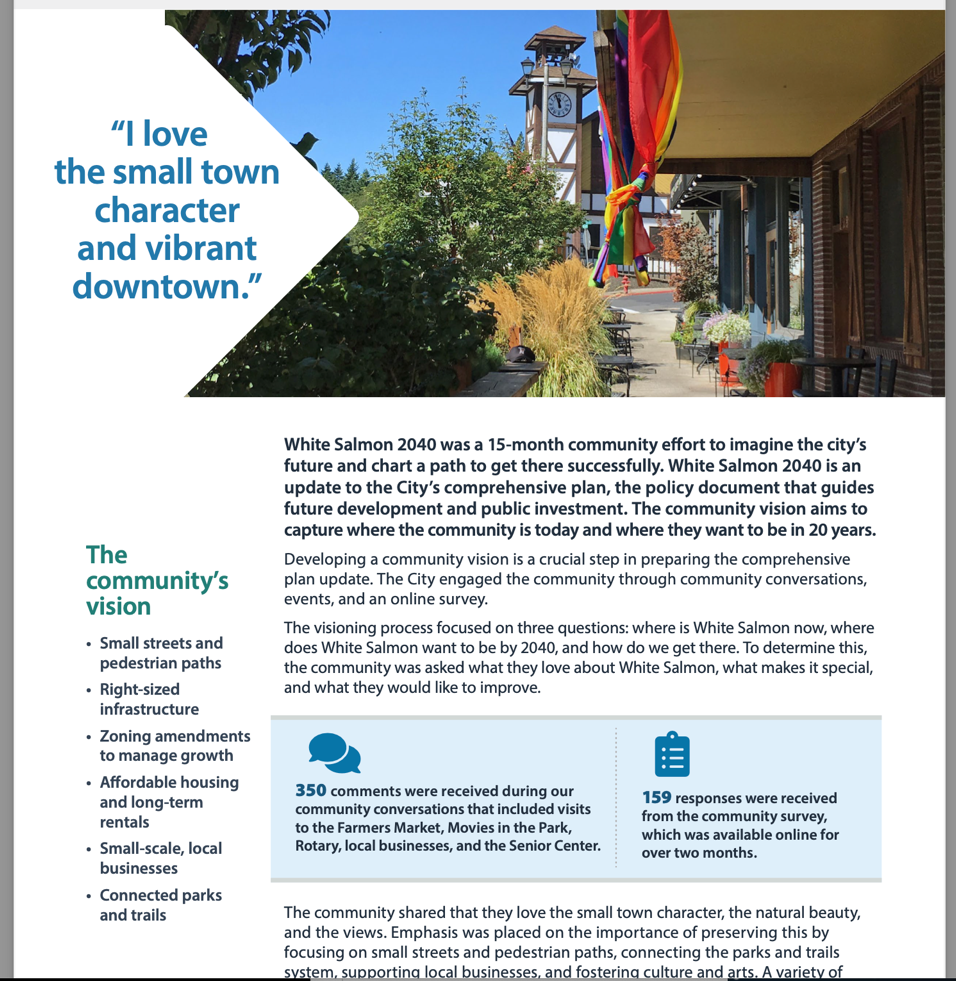 “I love
the small town
character
and vibrant
downtown.”
White Salmon 2040 was a 15-month community effort to imagine the city’s
future and chart a path to get there successfully. White Salmon 2040 is an
update to the City’s comprehensive plan, the policy document that guides
future development and public investment. The community vision aims to
capture where the community is today and where they want to be in 20 years.
Developing a community vision is a crucial step in preparing the comprehensive
plan update. The City engaged the community through community conversations,
events, and an online survey.
The visioning process focused on three questions: where is White Salmon now, where
does White Salmon want to be by 2040, and how do we get there. To determine this,
the community was asked what they love about White Salmon, what makes it special,
and what they would like to improve.
The
community’s
vision
• Small streets and
pedestrian paths
• Right-sized
infrastructure
• Zoning amendments
to manage growth
• Affordable housing
and long-term
rentals
• Small-scale, local
businesses
• Connected parks
and trails
350 comments were received during our
community conversations that included visits
to the Farmers Market, Movies in the Park,
Rotary, local businesses, and the Senior Center.
159 responses were received
from the community survey,
which was available online for
over two months.
The community shared that they love the small town character, the natural beauty,
and the views. Emphasis was placed on the importance of preserving this by
focusing on small streets and pedestrian paths, connecting the parks and trails
system, supporting local businesses, and fostering culture and arts. A variety of